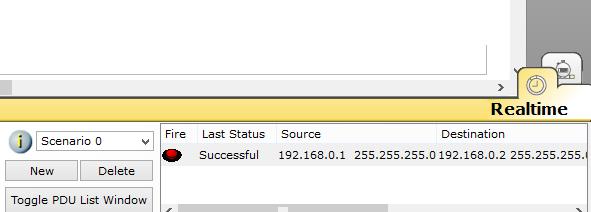 Realtime
Scenario 0
New Delete
Toggle PDU List Window
Fire Last Status Source Destination
Successful 192.168.0.1 255.255.255.0 192.168.0.2 255.255.255.